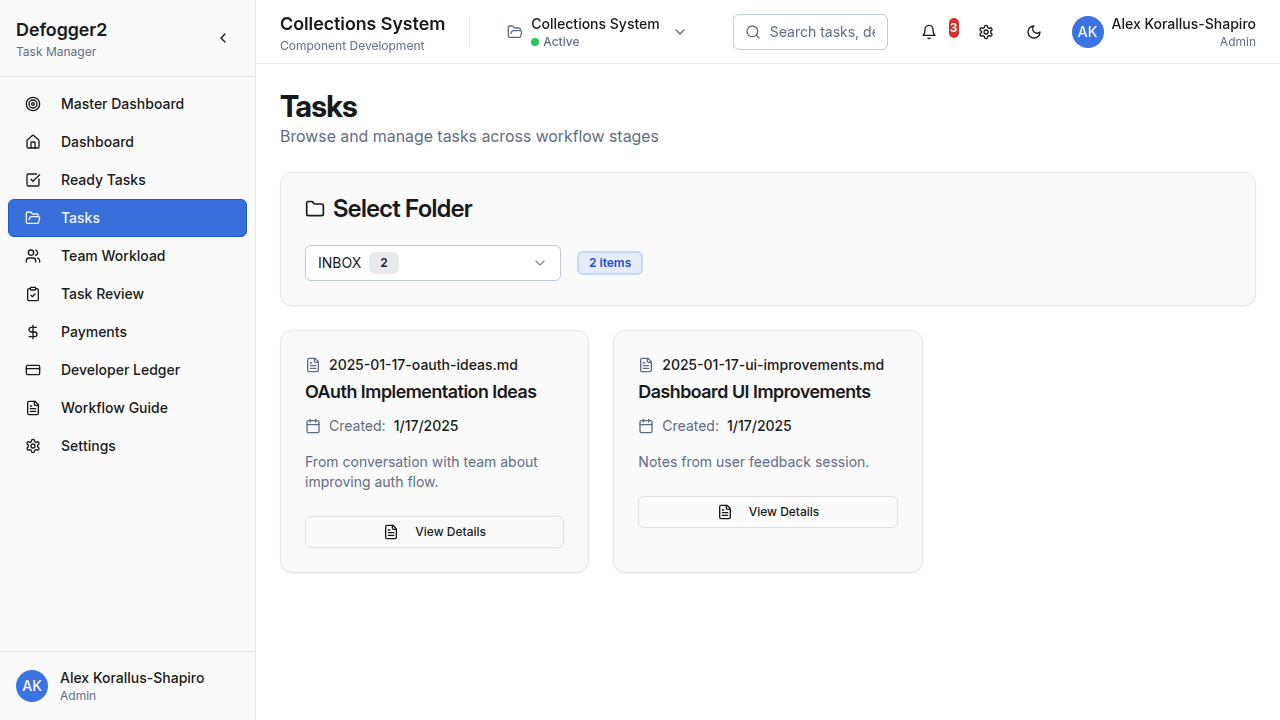 Defogger2
Task Manager
Master Dashboard
Dashboard
Ready Tasks
Tasks
Team Workload
Task Review
Payments
Developer Ledger
Workflow Guide
Settings
AK
Alex Korallus-Shapiro
Admin
Collections System
Component Development
Collections System
Active
Search tasks, de
3
AK
Alex Korallus-Shapiro
Admin
Tasks
Browse and manage tasks across workflow stages
Select Folder
INBOX 2
2 items
2025-01-17-oauth-ideas.md
OAuth Implementation Ideas
Created: 1/17/2025
From conversation with team about
improving auth flow.
View Details
2025-01-17-ui-improvements.md
Dashboard UI Improvements
Created: 1/17/2025
Notes from user feedback session.
View Details